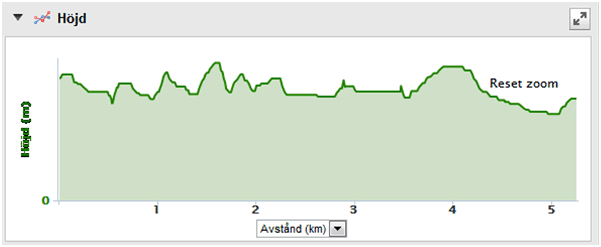 Höjd
Reset zoom
Höjd (m)
0
1 2 3 4 5
Avstånd (km)